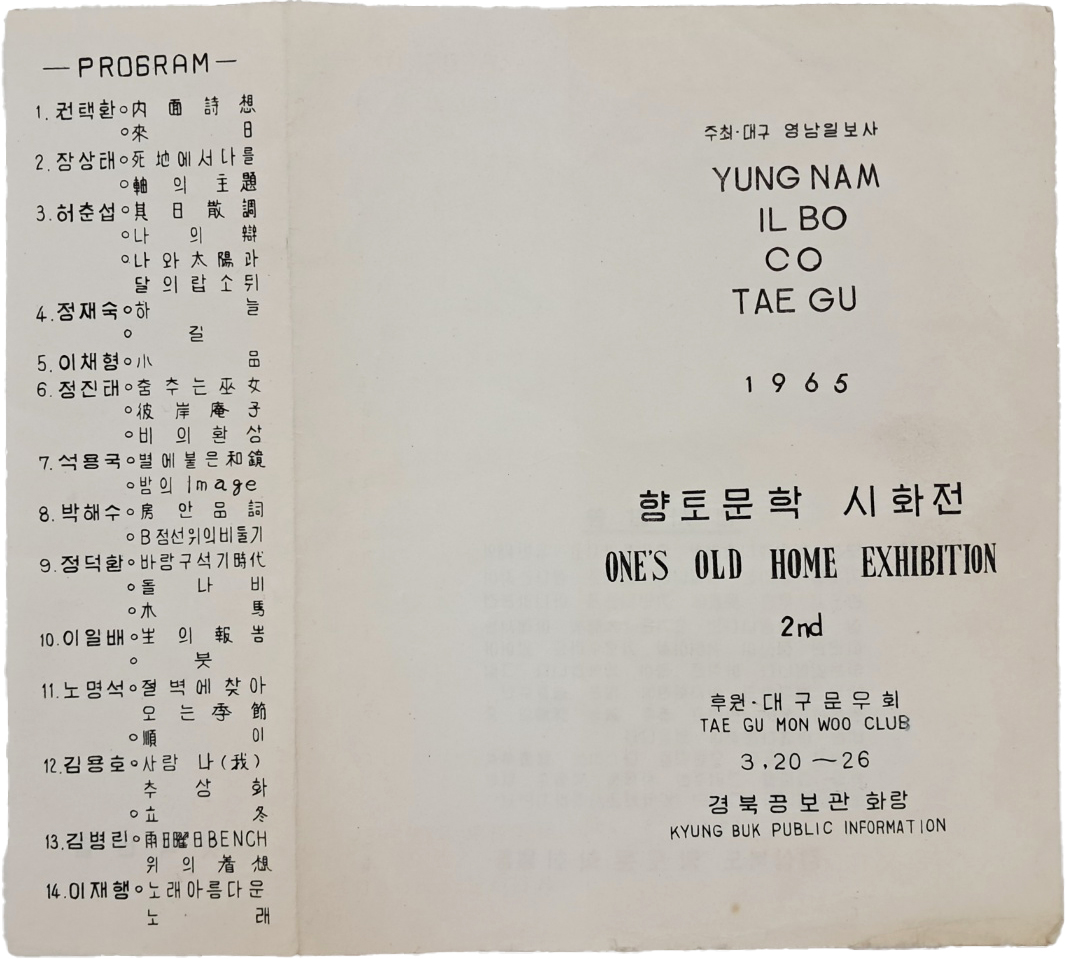 —PROGRAM—
1. 권택환 ○内面詩想
○來日
2. 장상태 ○死地에서나를
○軸의主題
3. 허춘섭 ○其日散調
○나의辯
○나와太陽과
달의랍소뒤
4. 정재숙 ○하늘
○길
5. 이채형 ○小品
6. 정진태 ○춤추는巫女
○彼岸庵子
○비의환상
7. 석용국 ○별에붙은和鏡
○밤의 Image
8. 박해수 ○房안品詞
○B점선위의비둘기
9. 정덕환 ○바람구석기時代
○돌나비
○木馬
10. 이일배 ○生의報告
○붓
11. 노명석 ○절벽에찾아
오는季節
○順이
12. 김용호 ○사람 나(我)
추상화
○立冬
13. 김병린 ○雨日曜日BENCH
위의着想
14. 이재행 ○노래아름다운
노래
주최·대구 영남일보사
YUNG NAM
IL BO
CO
TAE GU
1965
향토문학 시화전
ONE'S OLD HOME EXHIBITION
2nd
후원·대구문우회
TAE GU MON WOO CLUB
3,20—26
경북공보관 화랑
KYUNG BUK PUBLIC INFORMATION